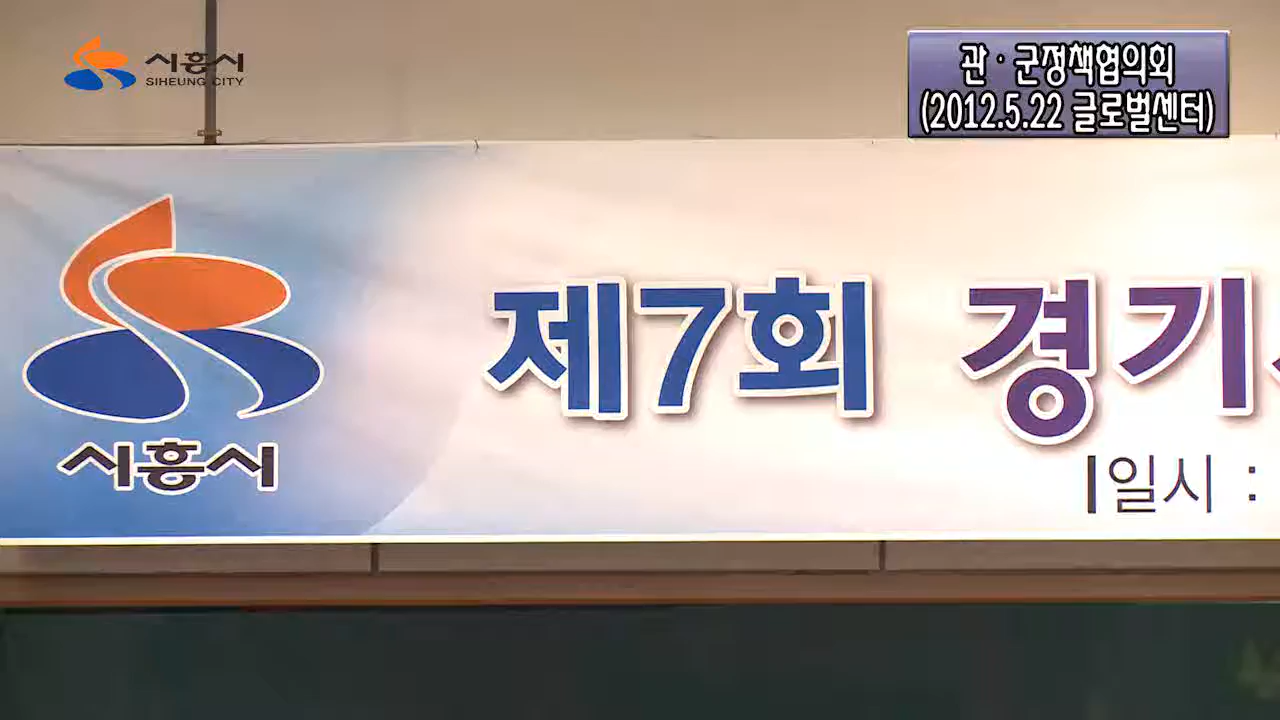 시흥시
SIHEUNG CITY
관·군정책협의회
(2012.5.22 글로벌센터)
제7회 경기
일시 :
시흥시